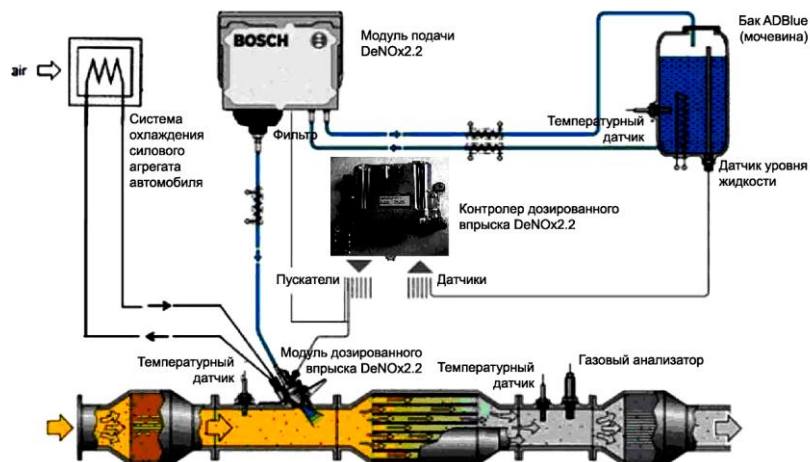 BOSCH
Модуль подачи
DeNOx2.2
Бак ADBlue
(мочевина)
air
Система
охлаждения
силового
агрегата
автомобиля
Фильтр
Температурный
датчик
Датчик уровня
жидкости
Контролер дозированного
впрыска DeNOx2.2
Пускатели
Датчики
Температурный
датчик
Модуль дозированного
впрыска DeNOx2.2
Температурный
датчик
Газовый анализатор